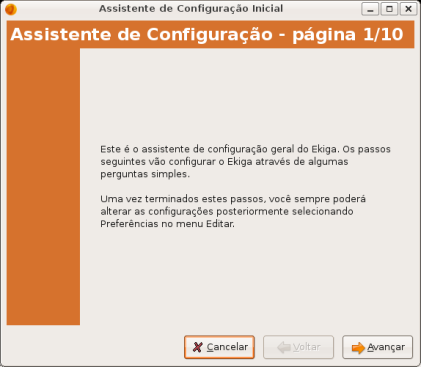 Assistente de Configuração Inicial
Assistente de Configuração - página 1/10
Este é o assistente de configuração geral do Ekiga. Os passos
seguintes vão configurar o Ekiga através de algumas
perguntas simples.
Uma vez terminados estes passos, você sempre poderá
alterar as configurações posteriormente selecionando
Preferências no menu Editar.
Cancelar Voltar Avançar